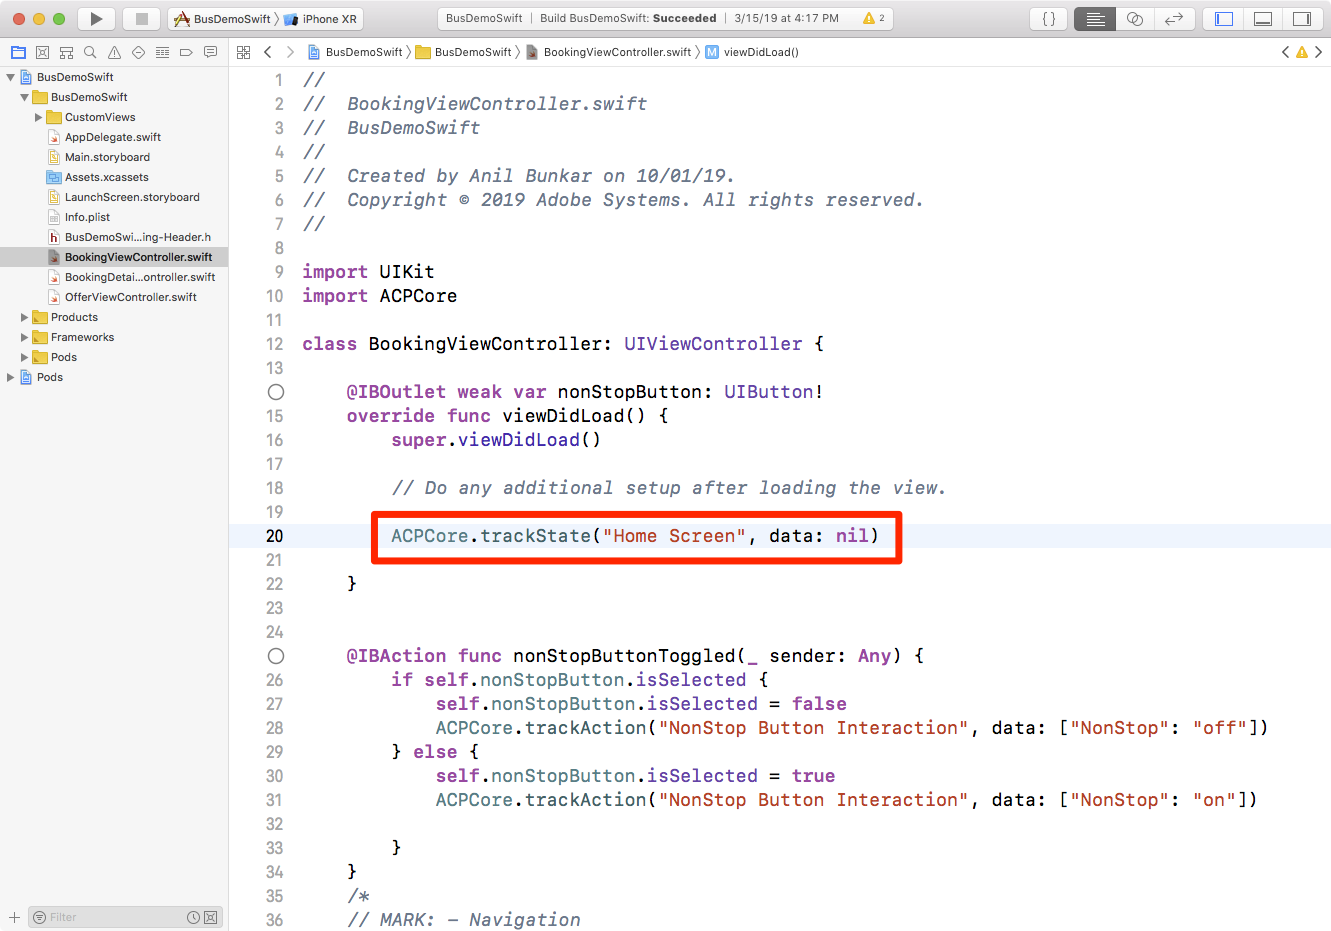 BusDemoSwift iPhone XR
BusDemoSwift | Build BusDemoSwift: Succeeded | 3/15/19 at 4:17 PM 2
{ }
BusDemoSwift BusDemoSwift BookingViewController.swift M viewDidLoad()
BusDemoSwift
BusDemoSwift
CustomViews
AppDelegate.swift
Main.storyboard
Assets.xcassets
LaunchScreen.storyboard
Info.plist
h BusDemoSwi...ing-Header.h
BookingViewController.swift
BookingDetai...ontroller.swift
OfferViewController.swift
Products
Frameworks
Pods
Pods
Filter
1 //
2 // BookingViewController.swift
3 // BusDemoSwift
4 //
5 // Created by Anil Bunkar on 10/01/19.
6 // Copyright © 2019 Adobe Systems. All rights reserved.
7 //
8
9 import UIKit
10 import ACPCore
11
12 class BookingViewController: UIViewController {
13
@IBOutlet weak var nonStopButton: UIButton!
15 override func viewDidLoad() {
16 super.viewDidLoad()
17
18 // Do any additional setup after loading the view.
19
20 ACPCore.trackState("Home Screen", data: nil)
21
22 }
23
24
@IBAction func nonStopButtonToggled(_ sender: Any) {
26 if self.nonStopButton.isSelected {
27 self.nonStopButton.isSelected = false
28 ACPCore.trackAction("NonStop Button Interaction", data: ["NonStop": "off"])
29 } else {
30 self.nonStopButton.isSelected = true
31 ACPCore.trackAction("NonStop Button Interaction", data: ["NonStop": "on"])
32
33 }
34 }
35 /*
36 // MARK: - Navigation